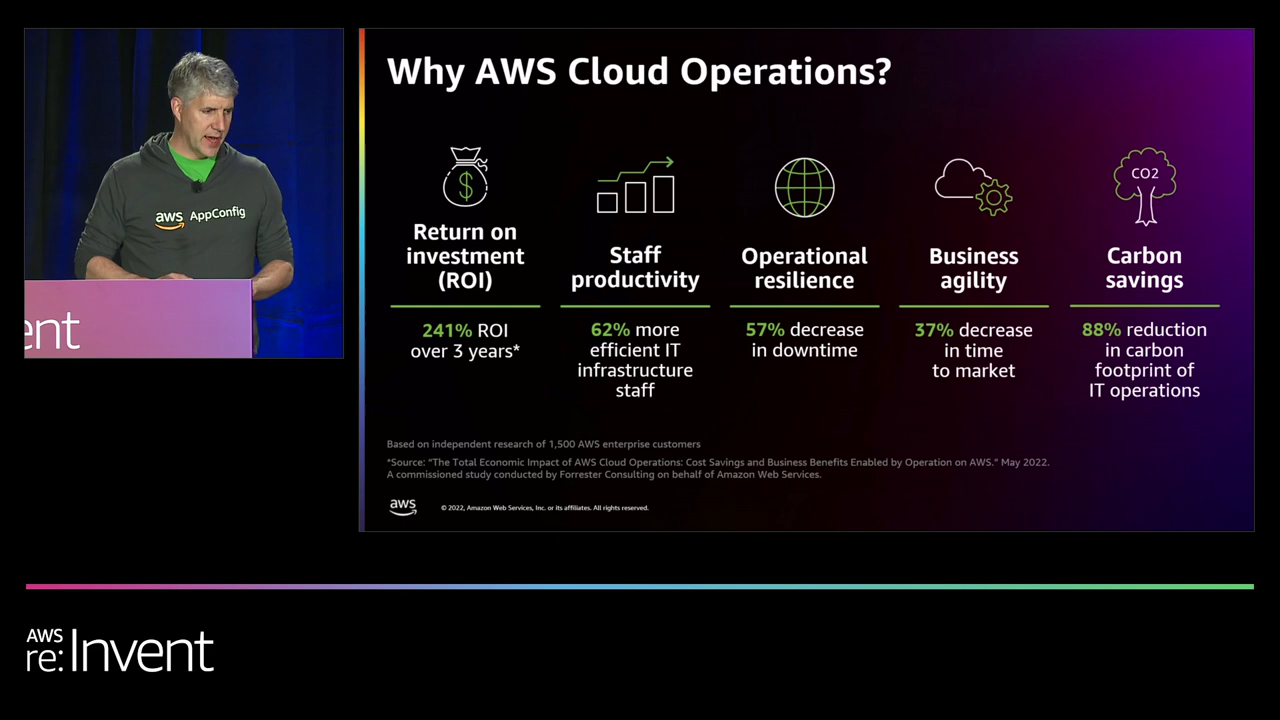 aws AppConfig
ent
Why AWS Cloud Operations?
$
CO2
Return on
investment
(ROI)
241% ROI
over 3 years*
Staff
productivity
62% more
efficient IT
infrastructure
staff
Operational
resilience
57% decrease
in downtime
Business
agility
37% decrease
in time
to market
Carbon
savings
88% reduction
in carbon
footprint of
IT operations
Based on independent research of 1,500 AWS enterprise customers
*Source: “The Total Economic Impact of AWS Cloud Operations: Cost Savings and Business Benefits Enabled by Operation on AWS.” May 2022.
A commissioned study conducted by Forrester Consulting on behalf of Amazon Web Services.
aws
© 2022, Amazon Web Services, Inc. or its affiliates. All rights reserved.
AWS
re:Invent